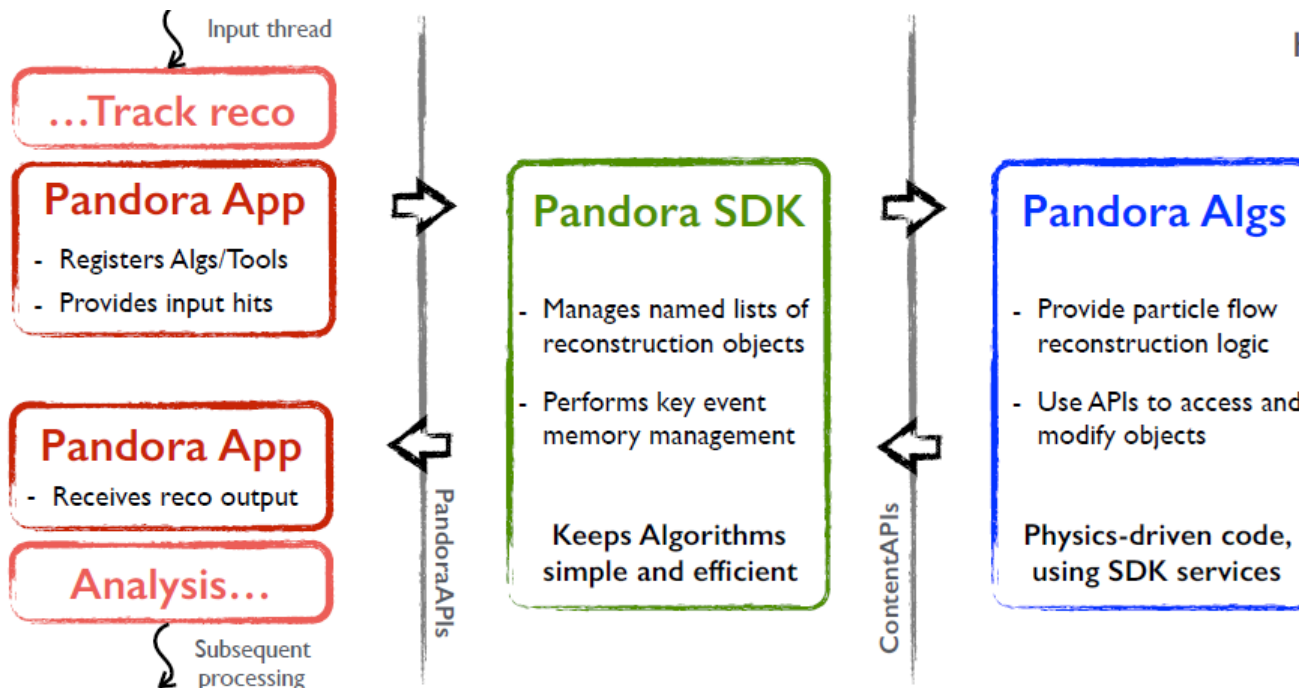 Input thread
...Track reco
Pandora App
- Registers Algs/Tools
- Provides input hits
Pandora App
- Receives reco output
Analysis...
Subsequent
processing
PandoraAPIs
Pandora SDK
- Manages named lists of
reconstruction objects
- Performs key event
memory management
Keeps Algorithms
simple and efficient
ContentAPIs
Pandora Algs
- Provide particle flow
reconstruction logic
- Use APIs to access and
modify objects
Physics-driven code,
using SDK services